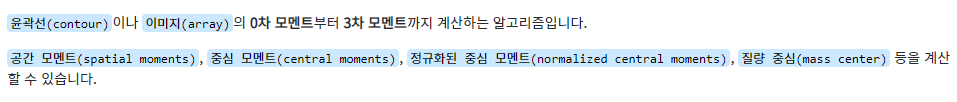 윤곽선(contour)이나 이미지(array)의 0차 모멘트부터 3차 모멘트까지 계산하는 알고리즘입니다.
공간 모멘트(spatial moments), 중심 모멘트(central moments), 정규화된 중심 모멘트(normalized central moments), 질량 중심(mass center) 등을 계산
할 수 있습니다.